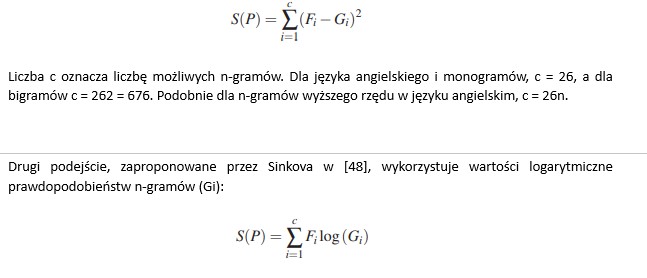 S(P) = \sum_{i=1}^{c} (F_i − G_i)^2
Liczba c oznacza liczbę możliwych n-gramów. Dla języka angielskiego i monogramów, c = 26, a dla
bigramów c = 262 = 676. Podobnie dla n-gramów wyższego rzędu w języku angielskim, c = 26n.
Drugi podejście, zaproponowane przez Sinkova w [48], wykorzystuje wartości logarytmiczne
prawdopodobieństw n-gramów (Gi):
S(P) = \sum_{i=1}^{c} F_i log (G_i)